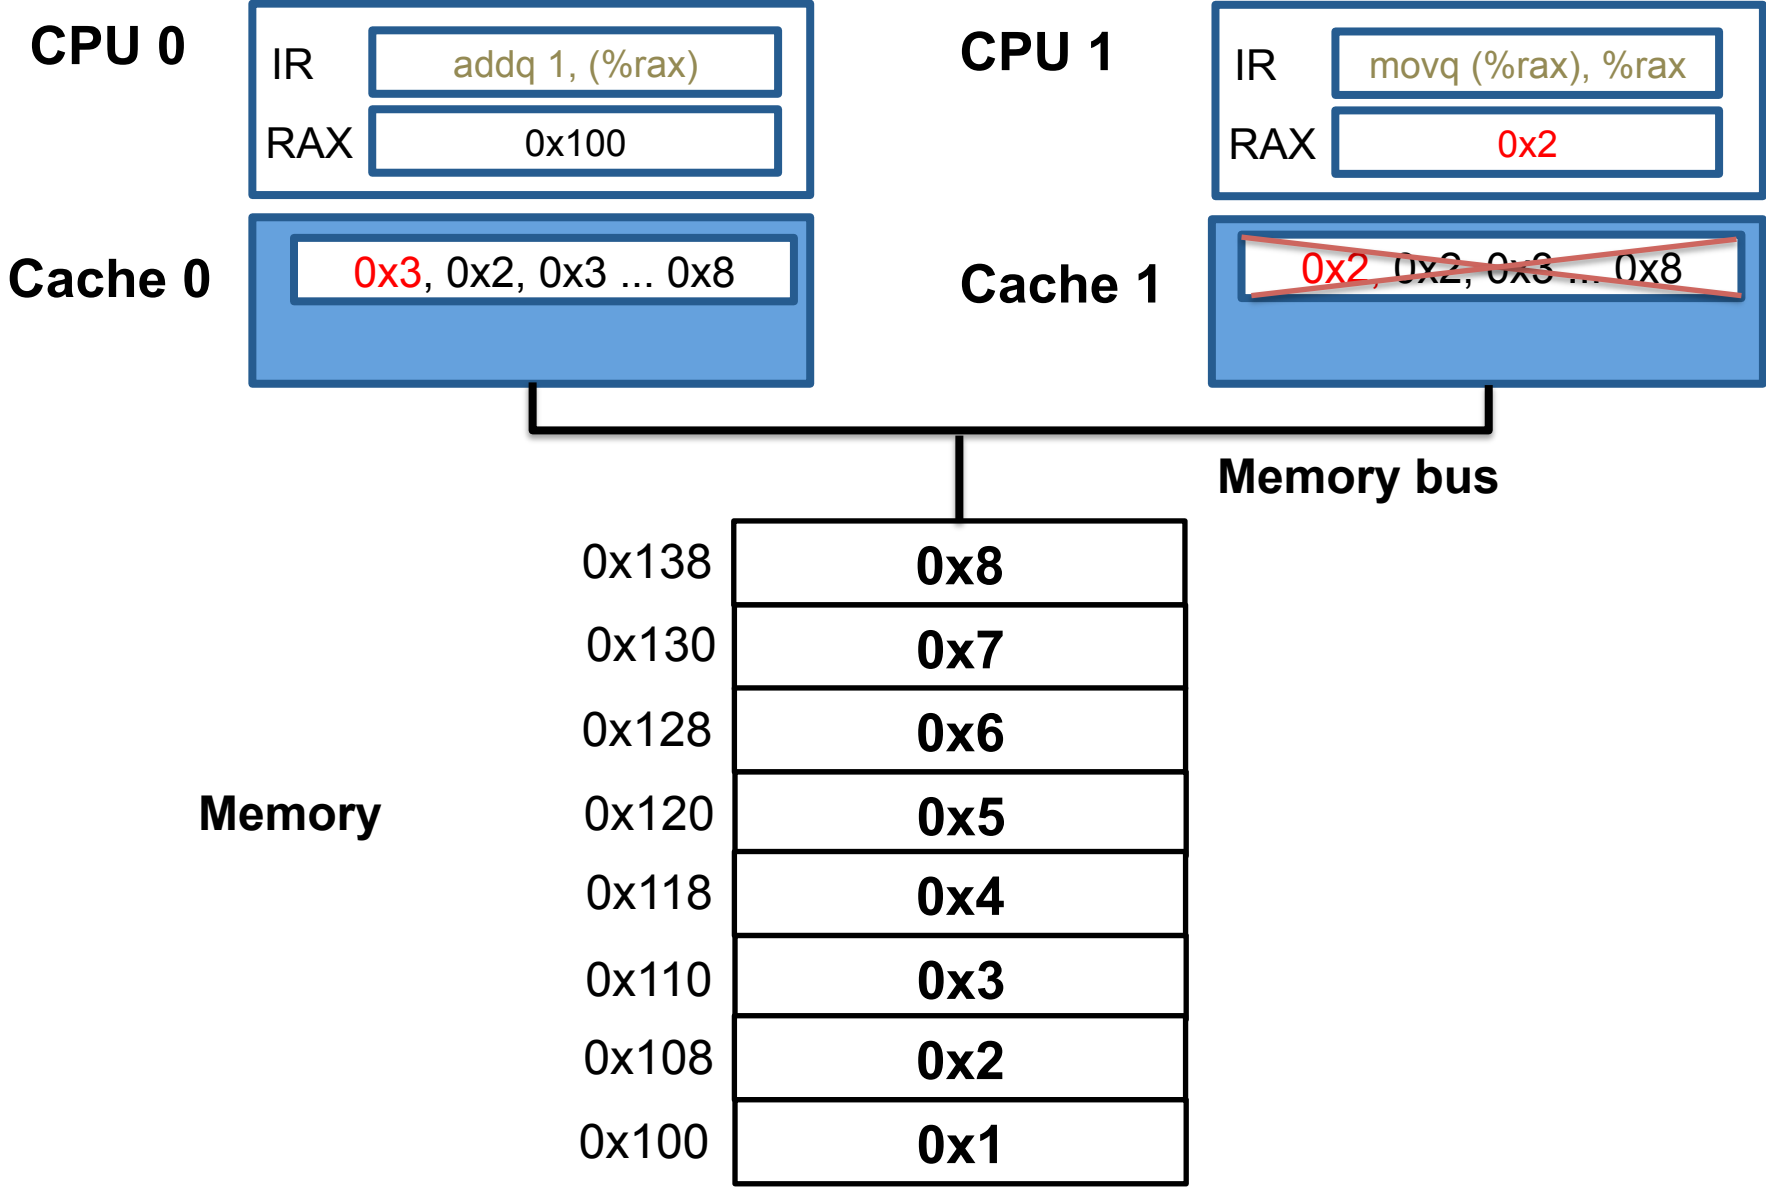 CPU 0
IR
addq 1, (%rax)
RAX
0x100
CPU 1
IR
movq (%rax), %rax
RAX
0x2
Cache 0
0x3, 0x2, 0x3 ... 0x8
Cache 1
0x2, 0x2, 0x3 ... 0x8
Memory bus
Memory
0x138
0x8
0x130
0x7
0x128
0x6
0x120
0x5
0x118
0x4
0x110
0x3
0x108
0x2
0x100
0x1